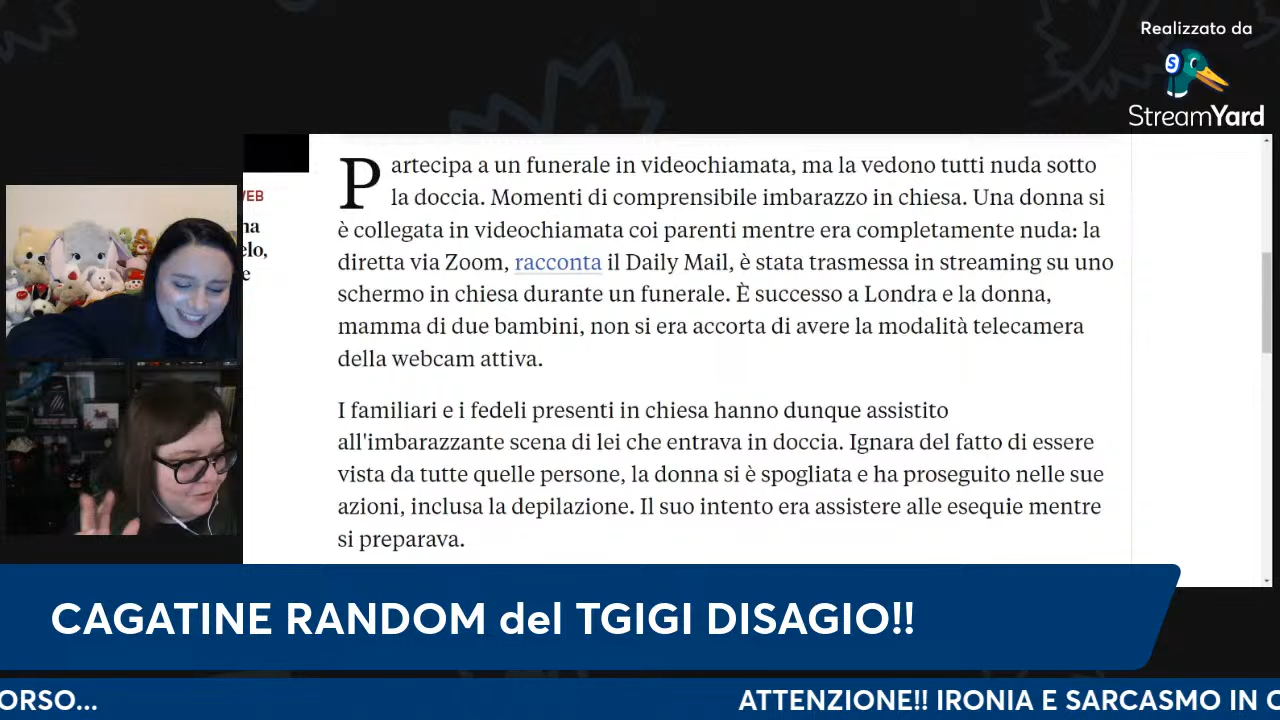 Realizzato da
StreamYard
Partecipa a un funerale in videochiamata, ma la vedono tutti nuda sotto
la doccia. Momenti di comprensibile imbarazzo in chiesa. Una donna si
è collegata in videochiamata coi parenti mentre era completamente nuda: la
diretta via Zoom, racconta il Daily Mail, è stata trasmessa in streaming su uno
schermo in chiesa durante un funerale. È successo a Londra e la donna,
mamma di due bambini, non si era accorta di avere la modalità telecamera
della webcam attiva.
I familiari e i fedeli presenti in chiesa hanno dunque assistito
all'imbarazzante scena di lei che entrava in doccia. Ignara del fatto di essere
vista da tutte quelle persone, la donna si è spogliata e ha proseguito nelle sue
azioni, inclusa la depilazione. Il suo intento era assistere alle esequie mentre
si preparava.
CAGATINE RANDOM del TGIGI DISAGIO!!
ORSO... ATTENZIONE!! IRONIA E SARCASMO IN